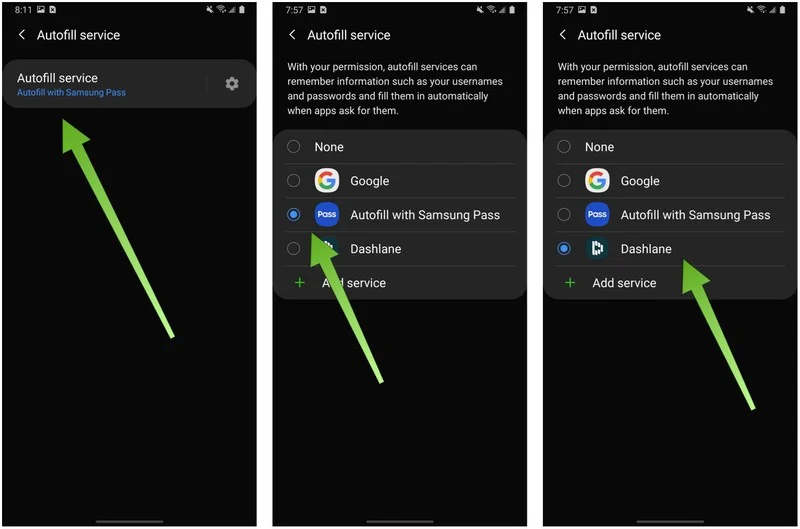 8:11
Autofill service
Autofill service
Autofill with Samsung Pass
7:57
Autofill service
With your permission, autofill services can
remember information such as your usernames
and passwords and fill them in automatically
when apps ask for them.
None
G Google
Pass Autofill with Samsung Pass
Dashlane
+ Add service
7:57
Autofill service
With your permission, autofill services can
remember information such as your usernames
and passwords and fill them in automatically
when apps ask for them.
None
G Google
Pass Autofill with Samsung Pass
Dashlane
+ Add service